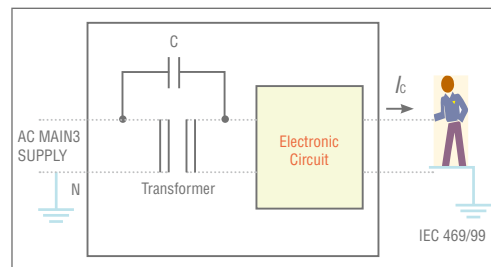 C
Ic
AC MAIN3
SUPPLY
Electronic
Circuit
N
Transformer
IEC 469/99